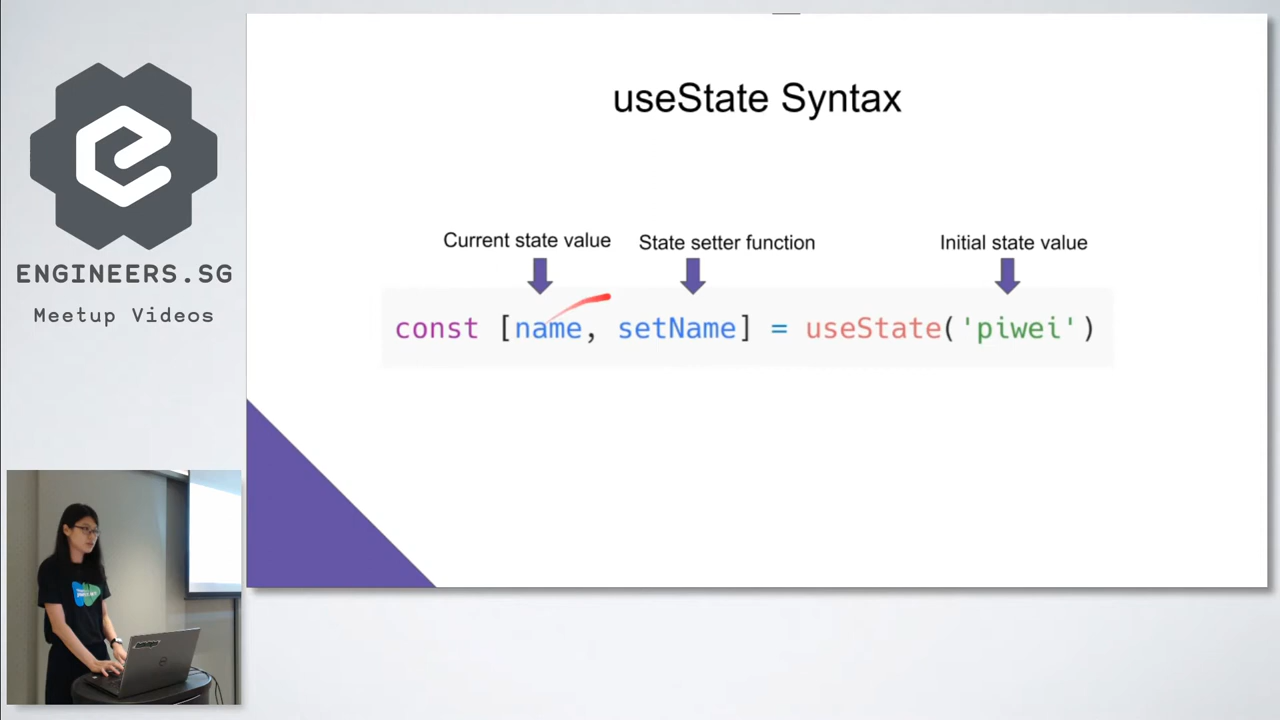 ENGINEERS.SG
Meetup Videos
useState Syntax
Current state value
State setter function
Initial state value
const [name, setName] = useState('piwei')